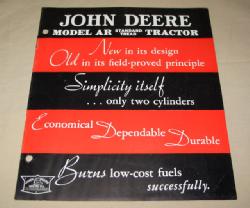 JOHN DEERE
MODEL AR STANDARD TREAD TRACTOR
New in its design
Old in its field-proved principle
Simplicity itself
...only two cylinders
Economical Dependable Durable
Burns low-cost fuels
successfully.